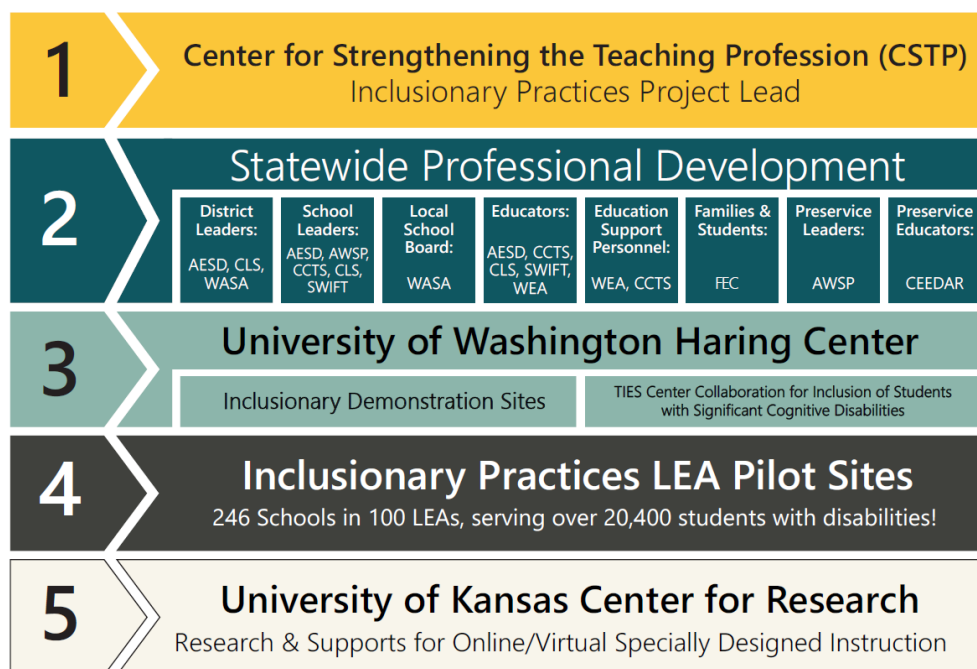 1
Center for Strengthening the Teaching Profession (CSTP)
Inclusionary Practices Project Lead
2
Statewide Professional Development
District
Leaders:
AESD, CLS,
WASA
School
Leaders:
AESD, AWSP,
CCTS, CLS,
SWIFT
Local
School
Board:
WASA
Educators:
AESD, CCTS,
CLS, SWIFT,
WEA
Education
Support
Personnel:
WEA, CCTS
Families &
Students:
FEC
Preservice
Leaders:
AWSP
Preservice
Educators:
CEEDAR
3
University of Washington Haring Center
Inclusionary Demonstration Sites
TIES Center Collaboration for Inclusion of Students
with Significant Cognitive Disabilities
4
Inclusionary Practices LEA Pilot Sites
246 Schools in 100 LEAs, serving over 20,400 students with disabilities!
5
University of Kansas Center for Research
Research & Supports for Online/Virtual Specially Designed Instruction